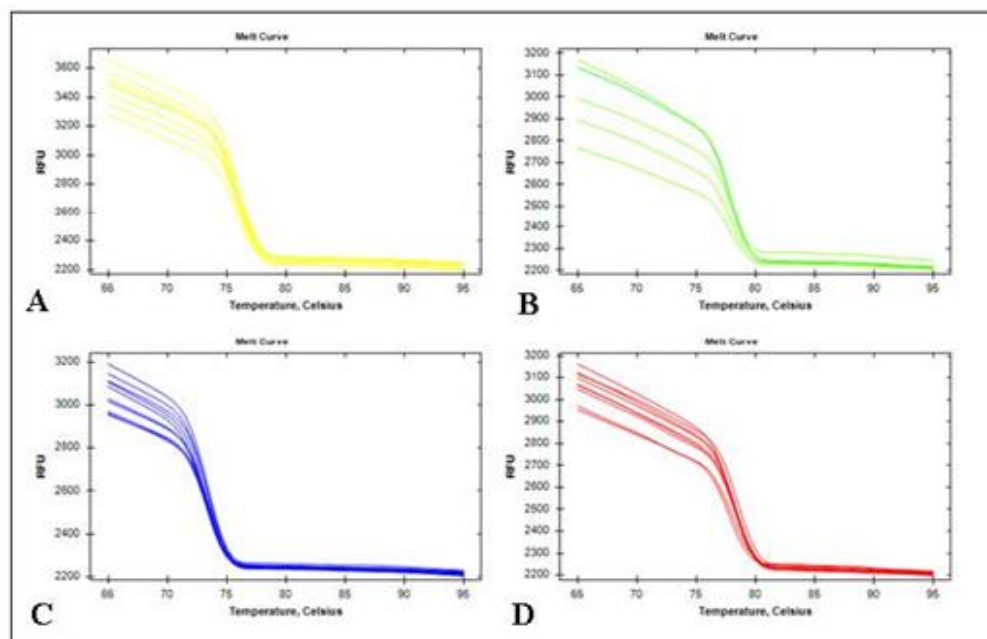 Melt Curve
3600
3400
3200
3000
2800
2600
2400
2200
RFU
65 70 75 80 85 90 95
Temperature, Celsius
A
Melt Curve
3200
3100
3000
2900
2800
2700
2600
2500
2400
2300
2200
RFU
65 70 75 80 85 90 95
Temperature, Celsius
B
Melt Curve
3200
3000
2800
2600
2400
2200
RFU
65 70 75 80 85 90 95
Temperature, Celsius
C
Melt Curve
3200
3100
3000
2900
2800
2700
2600
2500
2400
2300
2200
RFU
65 70 75 80 85 90 95
Temperature, Celsius
D